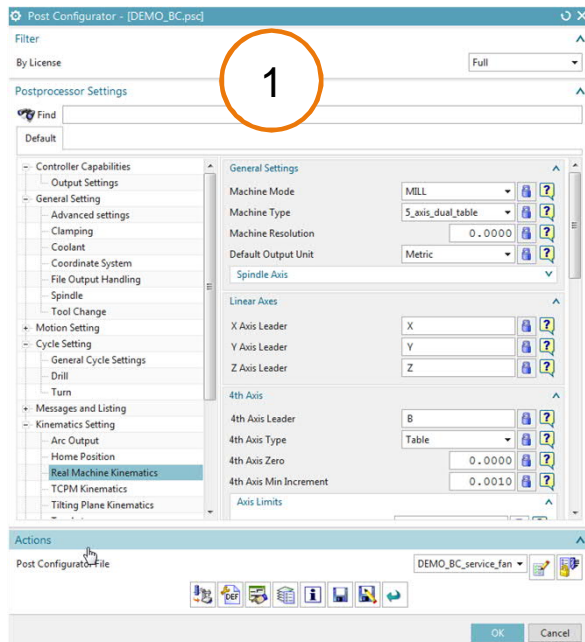 Post Configurator - [DEMO_BC.psc]
Filter
1
By License
Full
Postprocessor Settings
Find
Default
Controller Capabilities
Output Settings
General Setting
Advanced settings
Clamping
Coolant
Coordinate System
File Output Handling
Spindle
Tool Change
Motion Setting
Cycle Setting
General Cycle Settings
Drill
Turn
Messages and Listing
Kinematics Setting
Arc Output
Home Position
Real Machine Kinematics
TCPM Kinematics
Tilting Plane Kinematics
General Settings
Machine Mode MILL
Machine Type 5_axis_dual_table
Machine Resolution 0.0000
Default Output Unit Metric
Spindle Axis
Linear Axes
X Axis Leader X
Y Axis Leader Y
Z Axis Leader Z
4th Axis
4th Axis Leader B
4th Axis Type Table
4th Axis Zero 0.0000
4th Axis Min Increment 0.0010
Axis Limits
Actions
Post Configurator File DEMO_BC_service_fan
DEF
OK Cancel